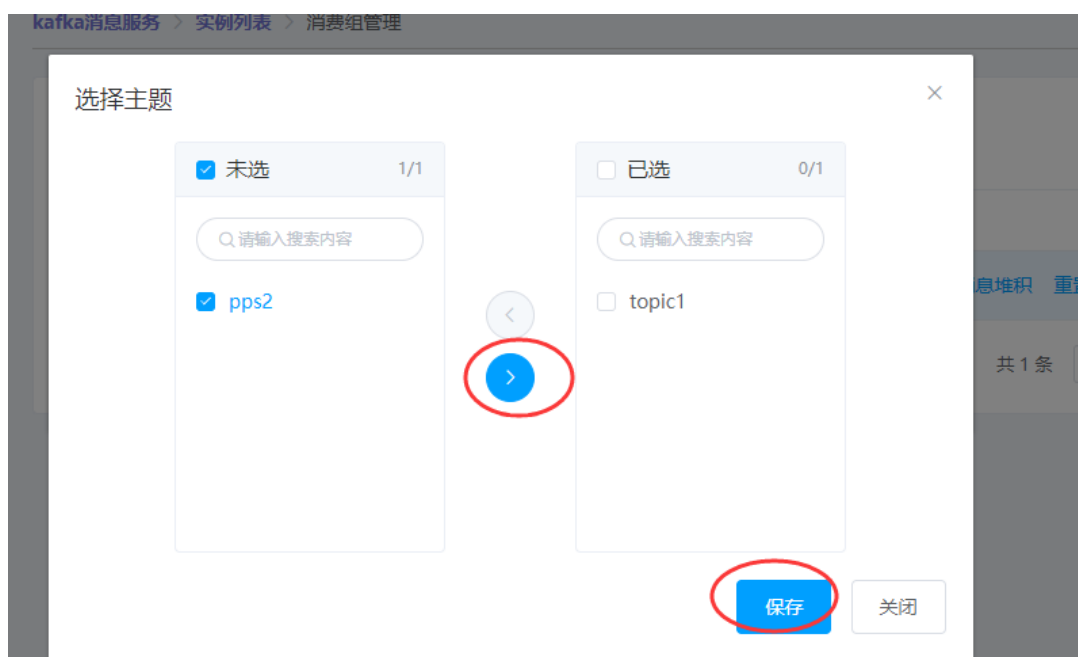 kafka消息服务 > 实例列表 > 消费组管理
选择主题
未选 1/1
已选 0/1
请输入搜索内容
请输入搜索内容
pps2
topic1
息堆积 重
共 1 条
保存
关闭